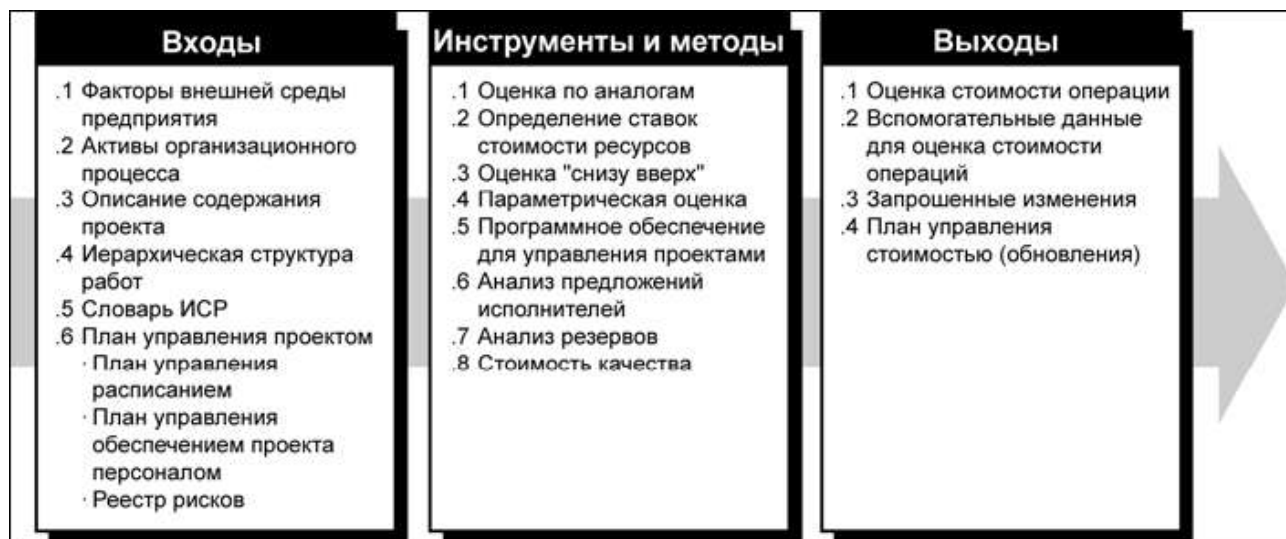 Входы
.1 Факторы внешней среды
предприятия
.2 Активы организационного
процесса
.3 Описание содержания
проекта
.4 Иерархическая структура
работ
.5 Словарь ИСР
.6 План управления проектом
· План управления
расписанием
· План управления
обеспечением проекта
персоналом
· Реестр рисков
Инструменты и методы
.1 Оценка по аналогам
.2 Определение ставок
стоимости ресурсов
.3 Оценка "снизу вверх"
.4 Параметрическая оценка
.5 Программное обеспечение
для управления проектами
.6 Анализ предложений
исполнителей
.7 Анализ резервов
.8 Стоимость качества
Выходы
.1 Оценка стоимости операции
.2 Вспомогательные данные
для оценка стоимости
операций
.3 Запрошенные изменения
.4 План управления
стоимостью (обновления)